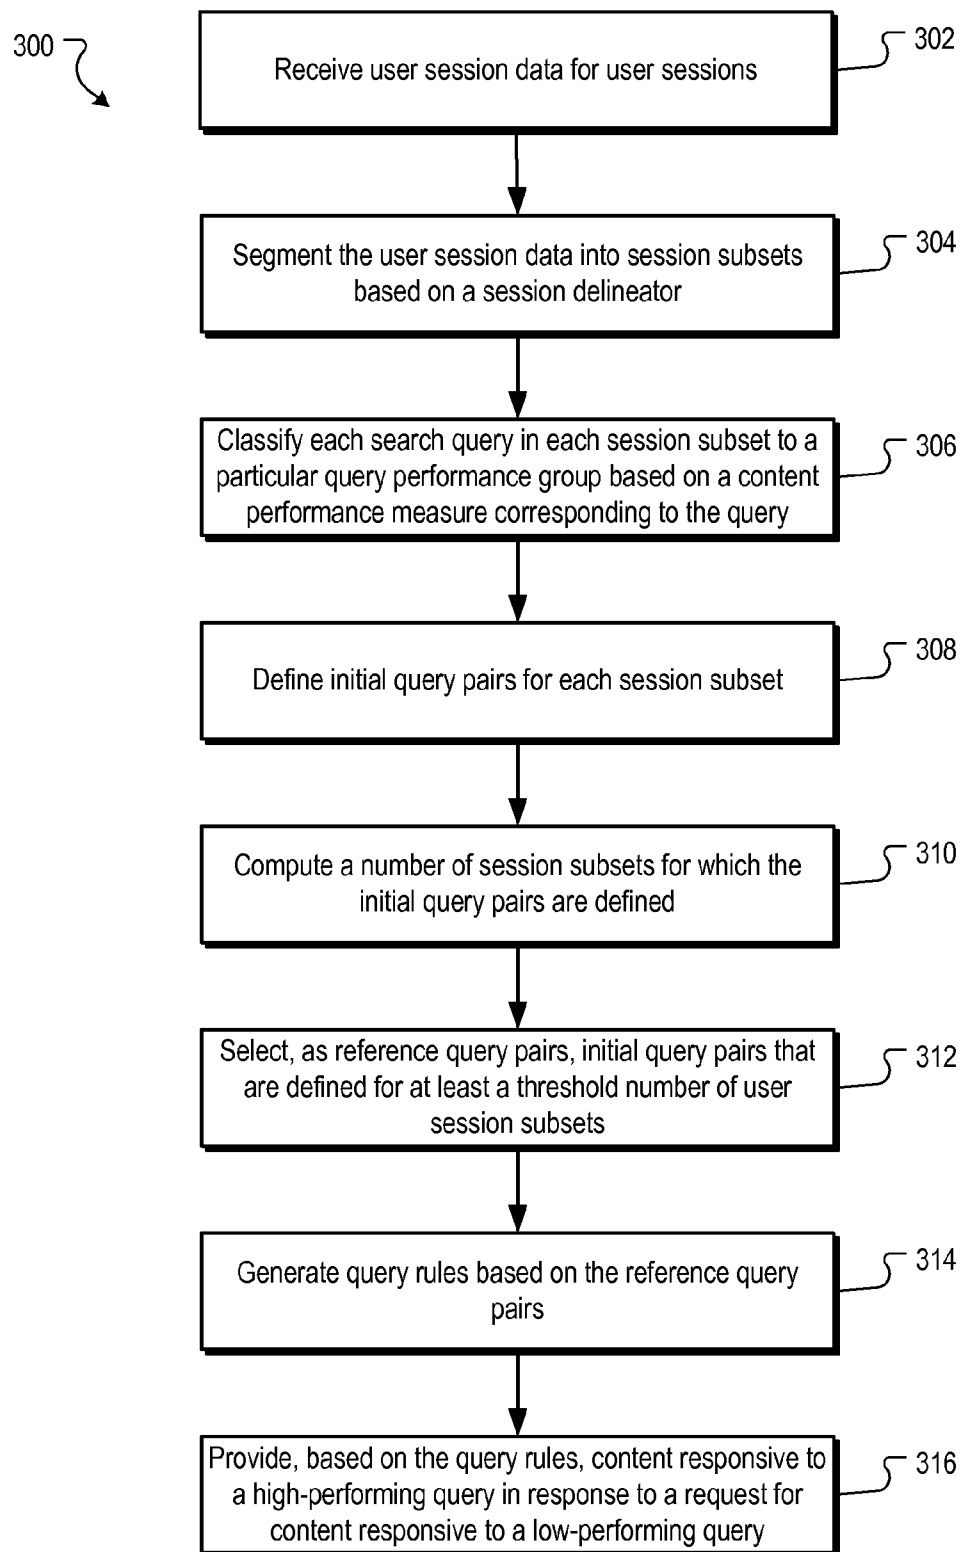 300
Receive user session data for user sessions
302
Segment the user session data into session subsets
based on a session delineator
304
Classify each search query in each session subset to a
particular query performance group based on a content
performance measure corresponding to the query
306
Define initial query pairs for each session subset
308
Compute a number of session subsets for which the
initial query pairs are defined
310
Select, as reference query pairs, initial query pairs that
are defined for at least a threshold number of user
session subsets
312
Generate query rules based on the reference query
pairs
314
Provide, based on the query rules, content responsive to
a high-performing query in response to a request for
content responsive to a low-performing query
316